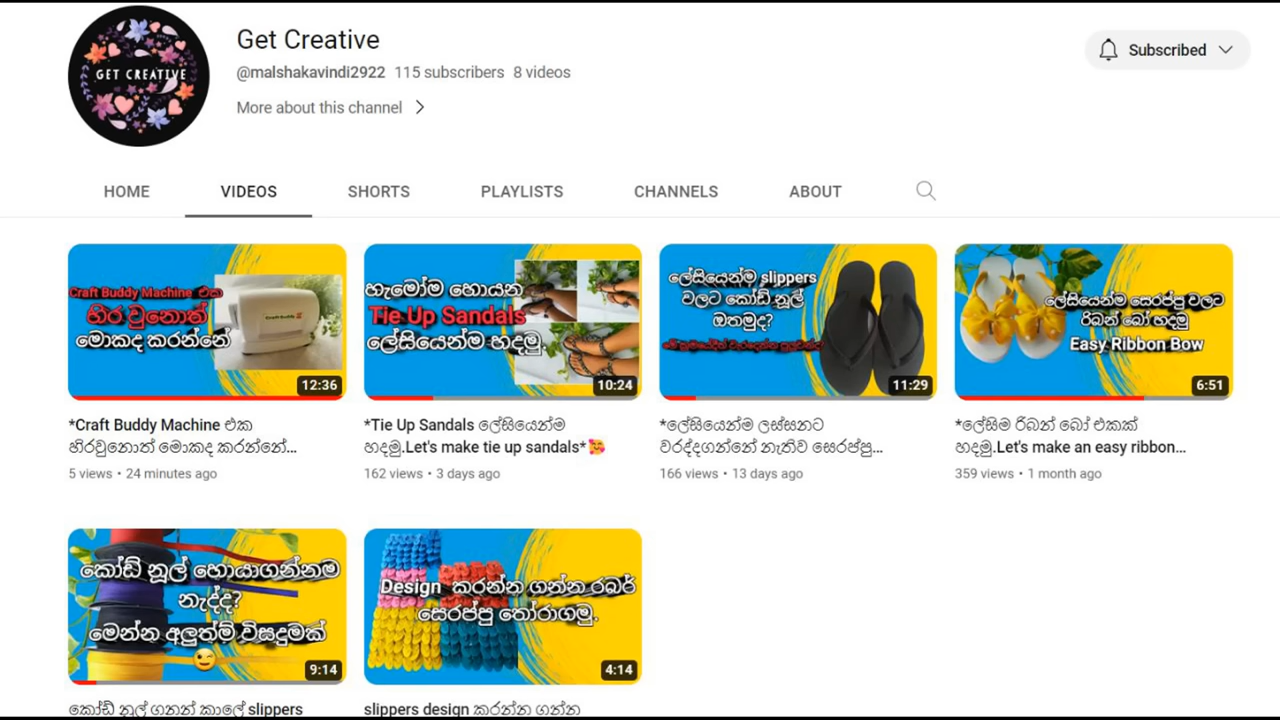 GET CREATIVE
Get Creative
@malshakavindi2922 115 subscribers 8 videos
More about this channel
Subscribed
HOME VIDEOS SHORTS PLAYLISTS CHANNELS ABOUT
Craft Buddy Machine එක
හිර වුනොත්
මොකද කරන්නේ
Craft Buddy
12:36
හැමෝම හොයන
Tie Up Sandals
ලේසියෙන්ම හදමු.
10:24
ලේසියෙන්ම slippers
වලට කෝඩ් නූල්
ඔතමුද?
11:29
ලේසියෙන්ම සෙරප්පු වලට
රිබන් බෝ හදමු
Easy Ribbon Bow
6:51
*Craft Buddy Machine එක
හිරවුනොත් මොකද කරන්නේ...
5 views • 24 minutes ago
*Tie Up Sandals ලේසියෙන්ම
හදමු.Let's make tie up sandals*🥰
162 views • 3 days ago
*ලේසියෙන්ම ලස්සනට
වරද්දගන්නේ නැතිව සෙරප්පු...
166 views • 13 days ago
*ලේසිම රිබන් බෝ එකක්
හදමු.Let's make an easy ribbon...
359 views • 1 month ago
කෝඩ් නූල් හොයාගන්නම
නැද්ද?
මෙන්න අලුත්ම විසදුමක්
9:14
Design කරන්න ගන්න රබර්
සෙරප්පු තෝරාගමු.
4:14
කෝඩ් නූල් ගනන් කාලේ slippers
slippers design කරන්න ගන්න